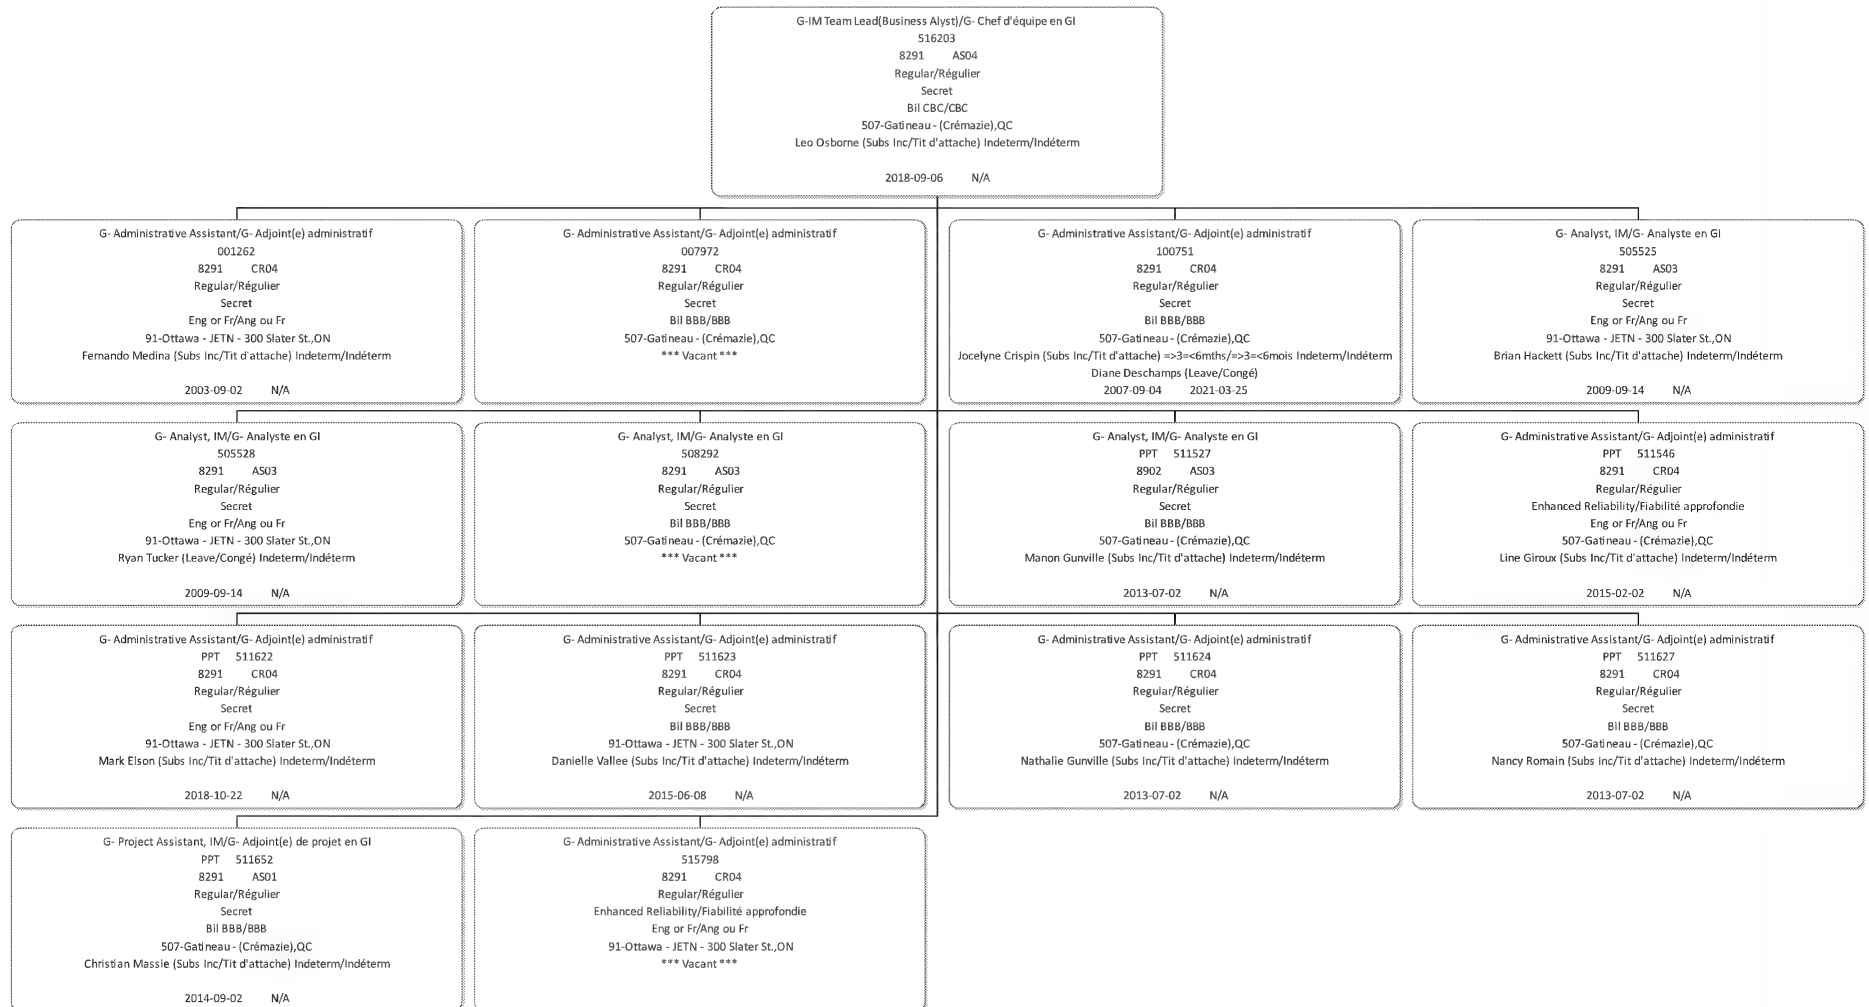 G-IM Team Lead(Business Alyst)/G- Chef d'équipe en GI
516203
8291 AS04
Regular/Régulier
Secret
Bil CBC/CBC
507-Gatineau - (Crémazie),QC
Leo Osborne (Subs Inc/Tit d'attache) Indeterm/Indéterm
2018-09-06 N/A
G- Administrative Assistant/G- Adjoint(e) administratif
001262
8291 CR04
Regular/Régulier
Secret
Eng or Fr/Ang ou Fr
91-Ottawa - JETN - 300 Slater St.,ON
Fernando Medina (Subs Inc/Tit d'attache) Indeterm/Indéterm
2003-09-02 N/A
G- Administrative Assistant/G- Adjoint(e) administratif
007972
8291 CR04
Regular/Régulier
Secret
Bil BBB/BBB
507-Gatineau - (Crémazie),QC
*** Vacant ***
G- Administrative Assistant/G- Adjoint(e) administratif
100751
8291 CR04
Regular/Régulier
Secret
Bil BBB/BBB
507-Gatineau - (Crémazie),QC
Jocelyne Crispin (Subs Inc/Tit d'attache) =>3=<6mths/=>3=<6mois Indeterm/Indéterm
Diane Deschamps (Leave/Congé)
2007-09-04 2021-03-25
G- Analyst, IM/G- Analyste en GI
505525
8291 AS03
Regular/Régulier
Secret
Eng or Fr/Ang ou Fr
91-Ottawa - JETN - 300 Slater St.,ON
Brian Hackett (Subs Inc/Tit d'attache) Indeterm/Indéterm
2009-09-14 N/A
G- Analyst, IM/G- Analyste en GI
505528
8291 AS03
Regular/Régulier
Secret
Eng or Fr/Ang ou Fr
91-Ottawa - JETN - 300 Slater St.,ON
Ryan Tucker (Leave/Congé) Indeterm/Indéterm
2009-09-14 N/A
G- Analyst, IM/G- Analyste en GI
508292
8291 AS03
Regular/Régulier
Secret
Bil BBB/BBB
507-Gatineau - (Crémazie),QC
*** Vacant ***
G- Analyst, IM/G- Analyste en GI
PPT 511527
8902 AS03
Regular/Régulier
Secret
Bil BBB/BBB
507-Gatineau - (Crémazie),QC
Manon Gunville (Subs Inc/Tit d'attache) Indeterm/Indéterm
2013-07-02 N/A
G- Administrative Assistant/G- Adjoint(e) administratif
PPT 511546
8291 CR04
Regular/Régulier
Enhanced Reliability/Fiabilité approfondie
Eng or Fr/Ang ou Fr
507-Gatineau - (Crémazie),QC
Line Giroux (Subs Inc/Tit d'attache) Indeterm/Indéterm
2015-02-02 N/A
G- Administrative Assistant/G- Adjoint(e) administratif
PPT 511622
8291 CR04
Regular/Régulier
Secret
Eng or Fr/Ang ou Fr
91-Ottawa - JETN - 300 Slater St.,ON
Mark Elson (Subs Inc/Tit d'attache) Indeterm/Indéterm
2018-10-22 N/A
G- Administrative Assistant/G- Adjoint(e) administratif
PPT 511623
8291 CR04
Regular/Régulier
Secret
Bil BBB/BBB
91-Ottawa - JETN - 300 Slater St.,ON
Danielle Vallee (Subs Inc/Tit d'attache) Indeterm/Indéterm
2015-06-08 N/A
G- Administrative Assistant/G- Adjoint(e) administratif
PPT 511624
8291 CR04
Regular/Régulier
Secret
Bil BBB/BBB
507-Gatineau - (Crémazie),QC
Nathalie Gunville (Subs Inc/Tit d'attache) Indeterm/Indéterm
2013-07-02 N/A
G- Administrative Assistant/G- Adjoint(e) administratif
PPT 511627
8291 CR04
Regular/Régulier
Secret
Bil BBB/BBB
507-Gatineau - (Crémazie),QC
Nancy Romain (Subs Inc/Tit d'attache) Indeterm/Indéterm
2013-07-02 N/A
G- Project Assistant, IM/G- Adjoint(e) de projet en GI
PPT 511652
8291 AS01
Regular/Régulier
Secret
Bil BBB/BBB
507-Gatineau - (Crémazie),QC
Christian Massie (Subs Inc/Tit d'attache) Indeterm/Indéterm
2014-09-02 N/A
G- Administrative Assistant/G- Adjoint(e) administratif
515798
8291 CR04
Regular/Régulier
Enhanced Reliability/Fiabilité approfondie
Eng or Fr/Ang ou Fr
91-Ottawa - JETN - 300 Slater St.,ON
*** Vacant ***